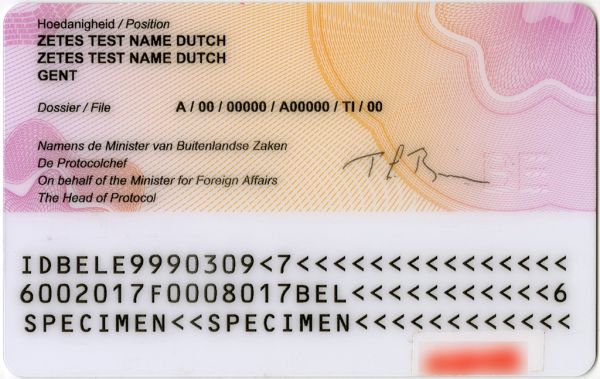 Hoedanigheid / Position
ZETES TEST NAME DUTCH
ZETES TEST NAME DUTCH
GENT
Dossier / File A / 00 / 00000 / A00000 / TI / 00
Namens de Minister van Buitenlandse Zaken
De Protocolchef
On behalf of the Minister for Foreign Affairs
The Head of Protocol
IDBELE9990309<7<<<<<<<<<<<<<<<
6002017F0008017BEL<<<<<<<<<<<6
SPECIMEN<<SPECIMEN<<<<<<<<<<<<